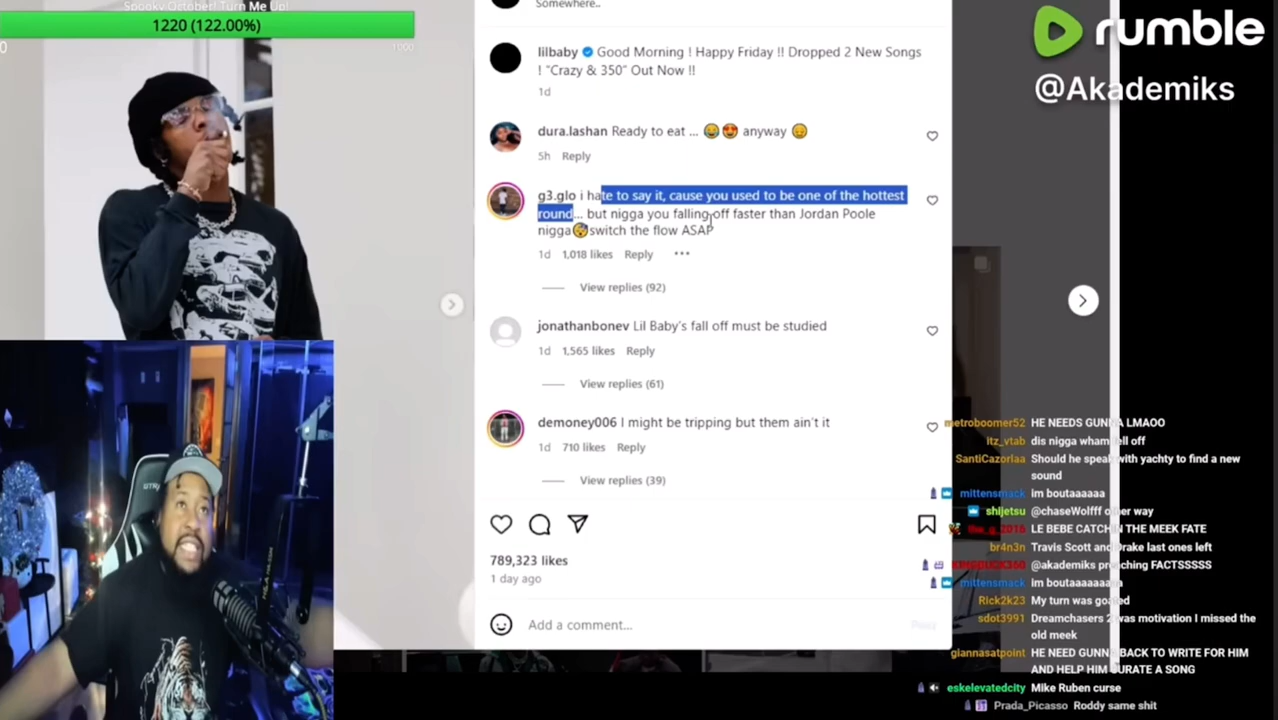 Spooky October! Turn Me Up!
1220 (122.00%)
0
1000
Somewhere..
lilbaby Good Morning ! Happy Friday !! Dropped 2 New Songs
! "Crazy & 350" Out Now !!
1d
dura.lashan Ready to eat ... 😂😍 anyway 😑
5h Reply
g3.glo i hate to say it, cause you used to be one of the hottest
round... but nigga you falling off faster than Jordan Poole
nigga🤯switch the flow ASAP
1d 1,018 likes Reply ...
View replies (92)
jonathanbonev Lil Baby's fall off must be studied
1d 1,565 likes Reply
View replies (61)
demoney006 I might be tripping but them ain't it
1d 710 likes Reply
View replies (39)
789,323 likes
1 day ago
Add a comment...
Post
rumble
@Akademiks
metroboomer52 HE NEEDS GUNNA LMAOO
itz_vtab dis nigga wham fell off
SantiCazorlaa Should he speak with yachty to find a new
sound
mittensmack im boutaaaaaa
shijetsu @chaseWolfff other way
LE BEBE CATCHIN THE MEEK FATE
br4n3n Travis Scott and Drake last ones left
@akademiks preaching FACTSSSSS
mittensmack im boutaaaaaaaa
Rick2k23 My turn was goated
sdot3991 Dreamchasers 2 was motivation I missed the
old meek
giannasatpoint HE NEED GUNNA BACK TO WRITE FOR HIM
AND HELP HIM CURATE A SONG
eskelevatedcity Mike Ruben curse
Prada_Picasso Roddy same shit